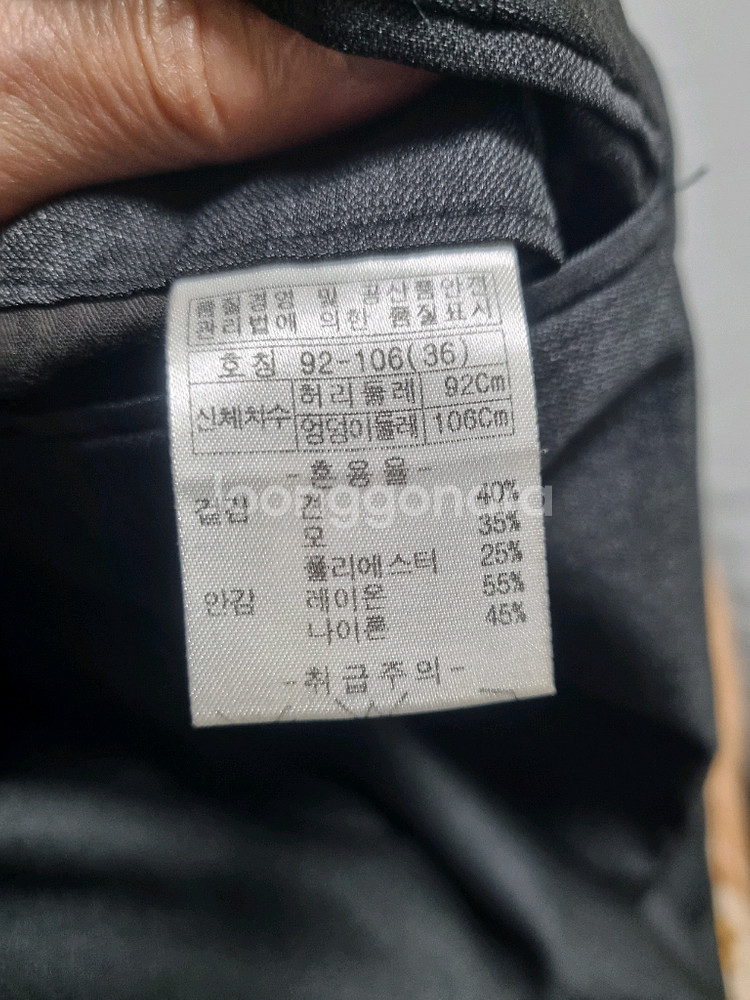 품질경영 및 공산품안전
관리법에 의한 품질표시
호칭 92-106(36)
신체치수 허리둘레 92Cm
엉덩이둘레 106Cm
-혼용율-
겉감 견 40%
모 35%
폴리에스터 25%
안감 레이온 55%
나이론 45%
-취급주의-
joonggonara